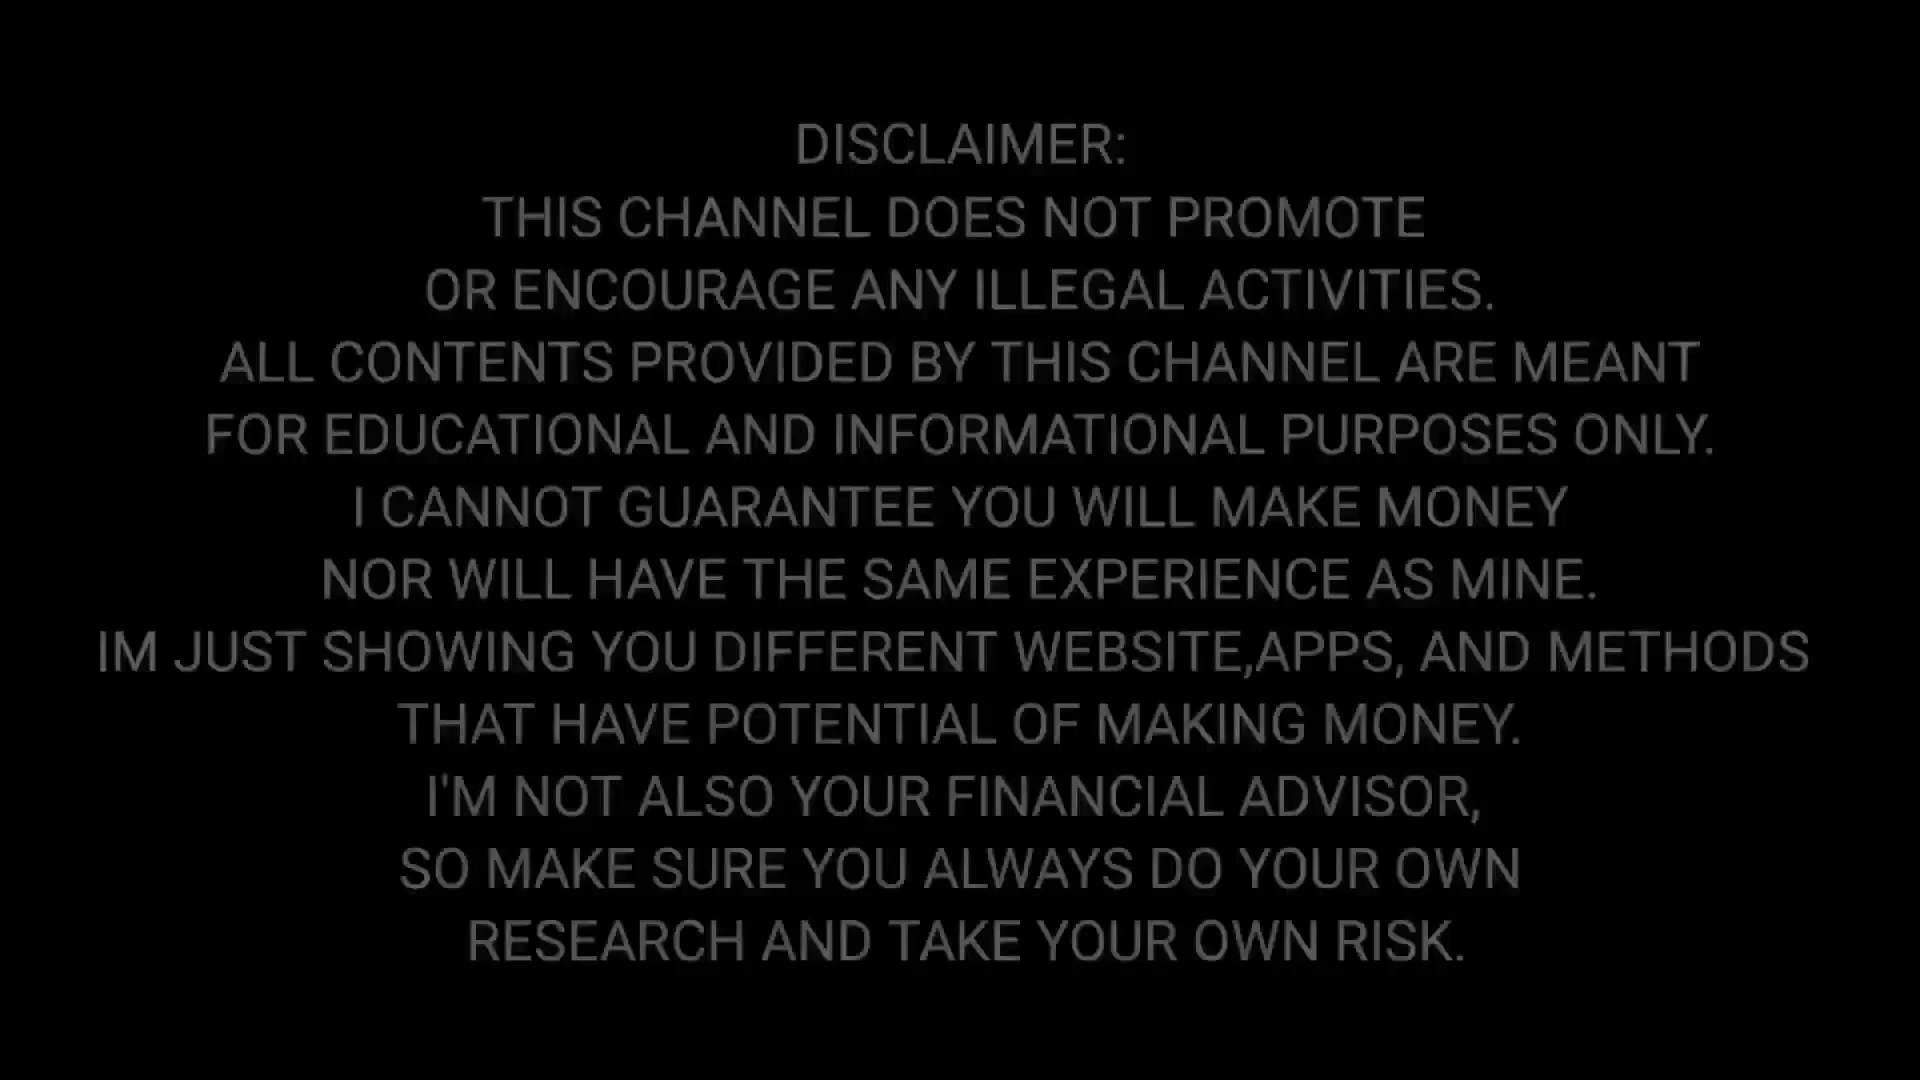 DISCLAIMER:
THIS CHANNEL DOES NOT PROMOTE
OR ENCOURAGE ANY ILLEGAL ACTIVITIES.
ALL CONTENTS PROVIDED BY THIS CHANNEL ARE MEANT
FOR EDUCATIONAL AND INFORMATIONAL PURPOSES ONLY.
I CANNOT GUARANTEE YOU WILL MAKE MONEY
NOR WILL HAVE THE SAME EXPERIENCE AS MINE.
IM JUST SHOWING YOU DIFFERENT WEBSITE,APPS, AND METHODS
THAT HAVE POTENTIAL OF MAKING MONEY.
I'M NOT ALSO YOUR FINANCIAL ADVISOR,
SO MAKE SURE YOU ALWAYS DO YOUR OWN
RESEARCH AND TAKE YOUR OWN RISK.